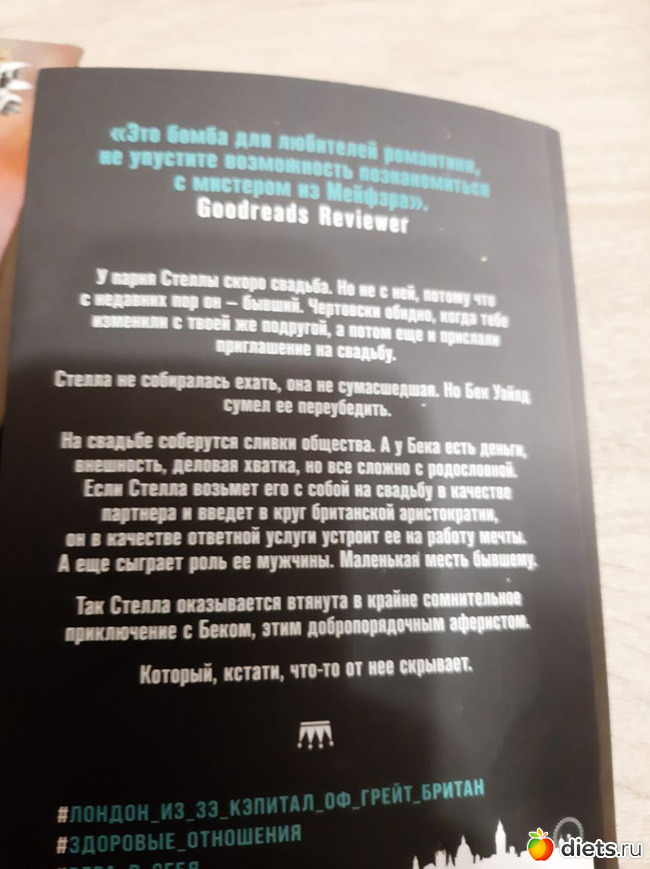 «Это бомба для любителей романтики,
не упустите возможность познакомиться
с мистером из Мейфэра».
Goodreads Reviewer
У парня Стеллы скоро свадьба. Но не с ней, потому что
с недавних пор он – бывший. Чертовски обидно, когда тебе
изменили с твоей же подругой, а потом еще и прислали
приглашение на свадьбу.
Стелла не собиралась ехать, она не сумасшедшая. Но Бек Уайлд
сумел ее переубедить.
На свадьбе соберутся сливки общества. А у Бека есть деньги,
внешность, деловая хватка, но все сложно с родословной.
Если Стелла возьмет его с собой на свадьбу в качестве
партнера и введет в круг британской аристократии,
он в качестве ответной услуги устроит ее на работу мечты.
А еще сыграет роль ее мужчины. Маленькая месть бывшему.
Так Стелла оказывается втянута в крайне сомнительное
приключение с Беком, этим добропорядочным аферистом.
Который, кстати, что-то от нее скрывает.
#ЛОНДОН_ИЗ_ЗЭ_КЭПИТАЛ_ОФ_ГРЕЙТ_БРИТАН
#ЗДОРОВЫЕ_ОТНОШЕНИЯ
diets.ru